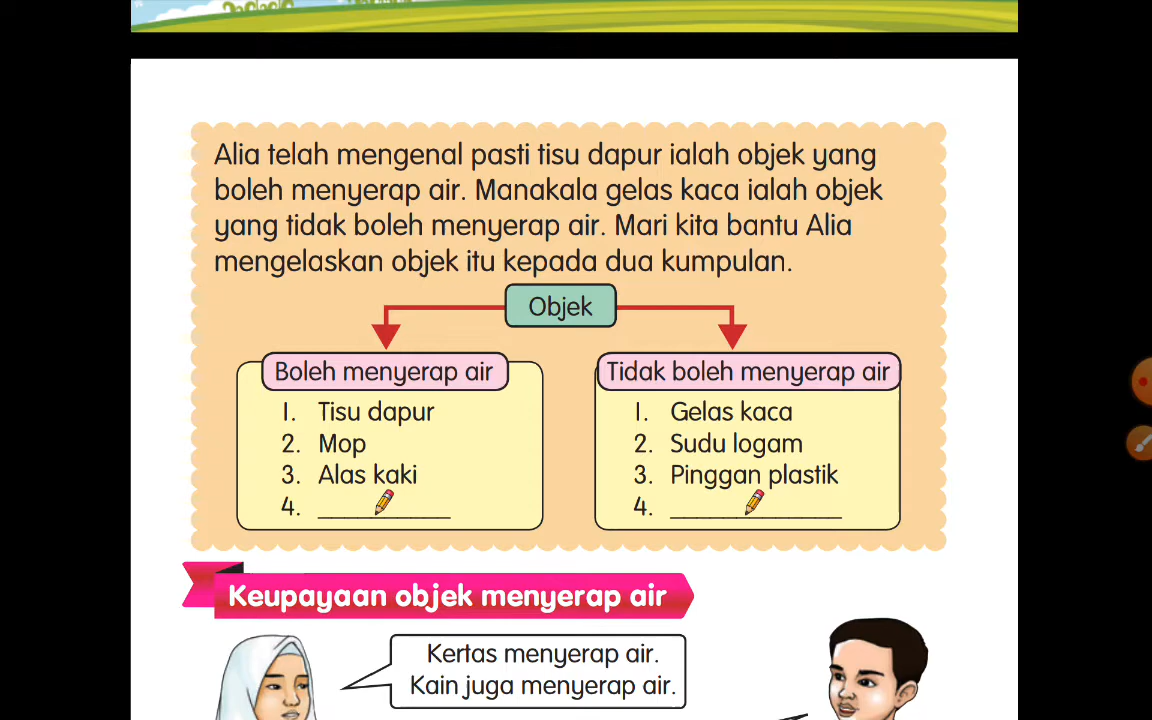 Alia telah mengenal pasti tisu dapur ialah objek yang
boleh menyerap air. Manakala gelas kaca ialah objek
yang tidak boleh menyerap air. Mari kita bantu Alia
mengelaskan objek itu kepada dua kumpulan.
Objek
Boleh menyerap air
1. Tisu dapur
2. Mop
3. Alas kaki
4. ___________
Tidak boleh menyerap air
1. Gelas kaca
2. Sudu logam
3. Pinggan plastik
4. ______________
Keupayaan objek menyerap air
Kertas menyerap air.
Kain juga menyerap air.